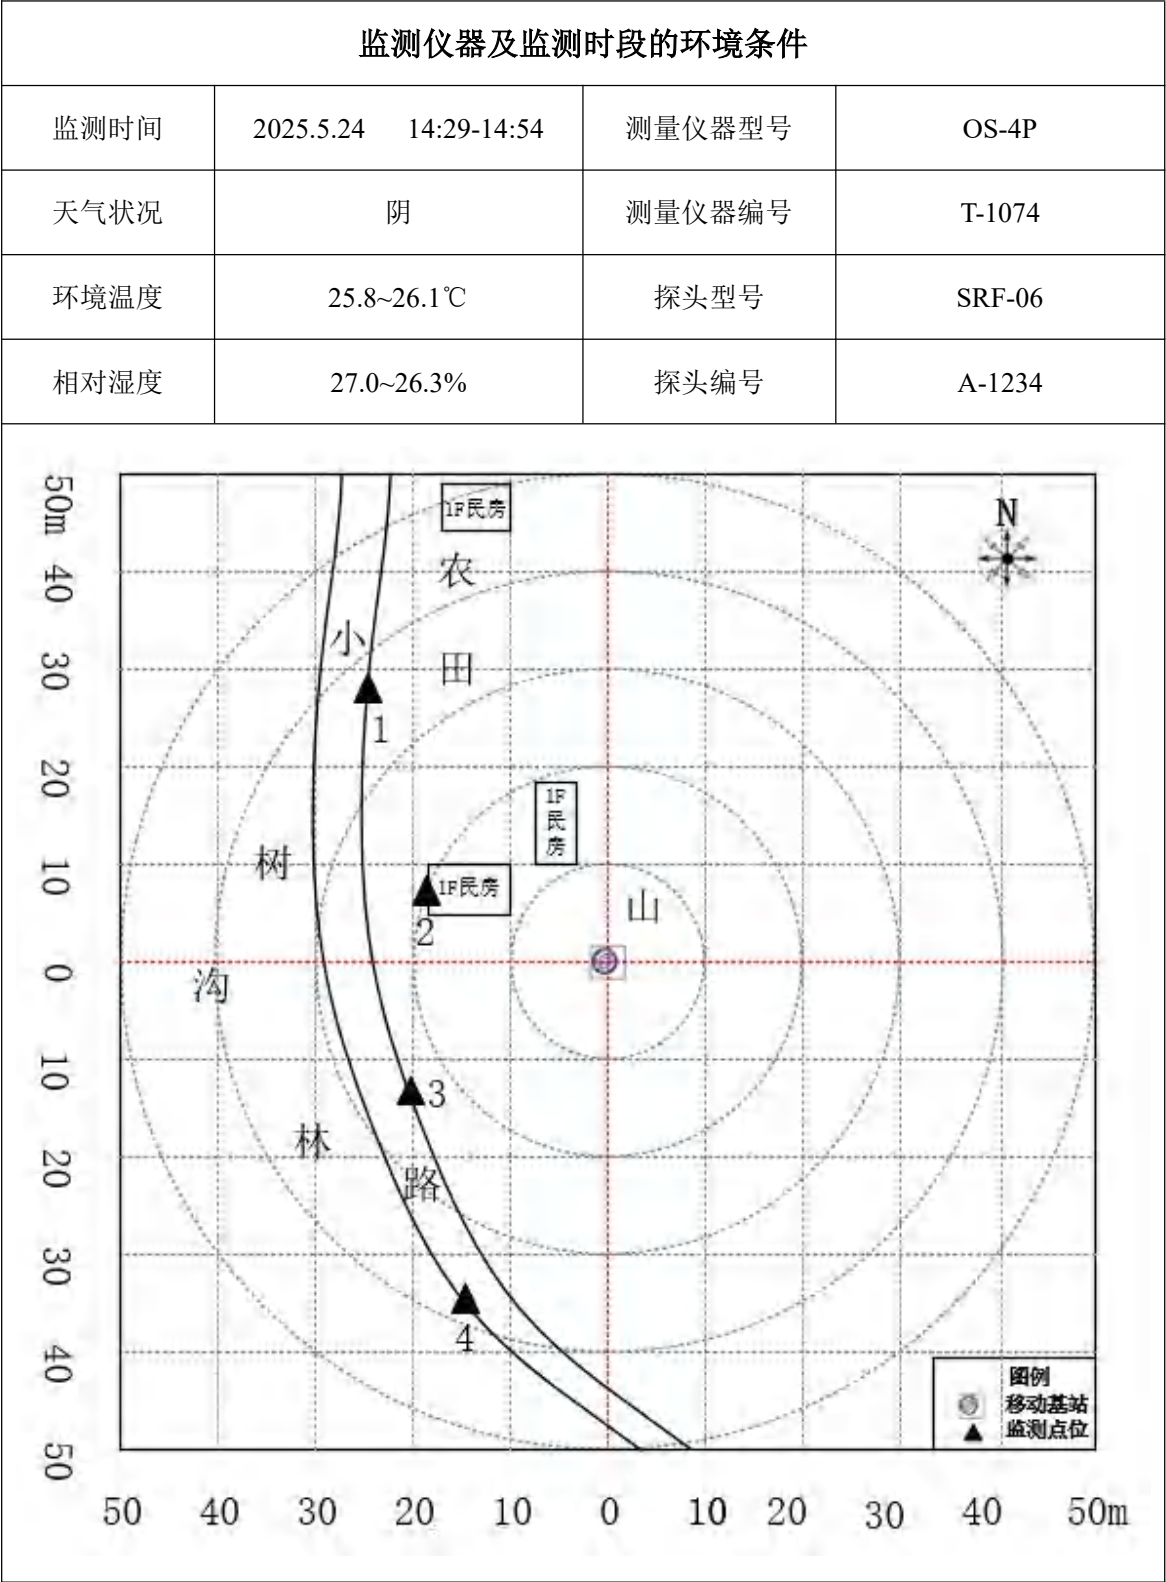 监测仪器及监测时段的环境条件
监测时间 2025.5.24 14:29-14:54 测量仪器型号 OS-4P
天气状况 阴 测量仪器编号 T-1074
环境温度 25.8~26.1℃ 探头型号 SRF-06
相对湿度 27.0~26.3% 探头编号 A-1234
50m
40
30
20
10
0
10
20
30
40
50
1F民房
N
农
小
田
1
1F
民
房
树
1F民房
2
山
沟
3
林
路
4
图例
移动基站
监测点位
50 40 30 20 10 0 10 20 30 40 50m